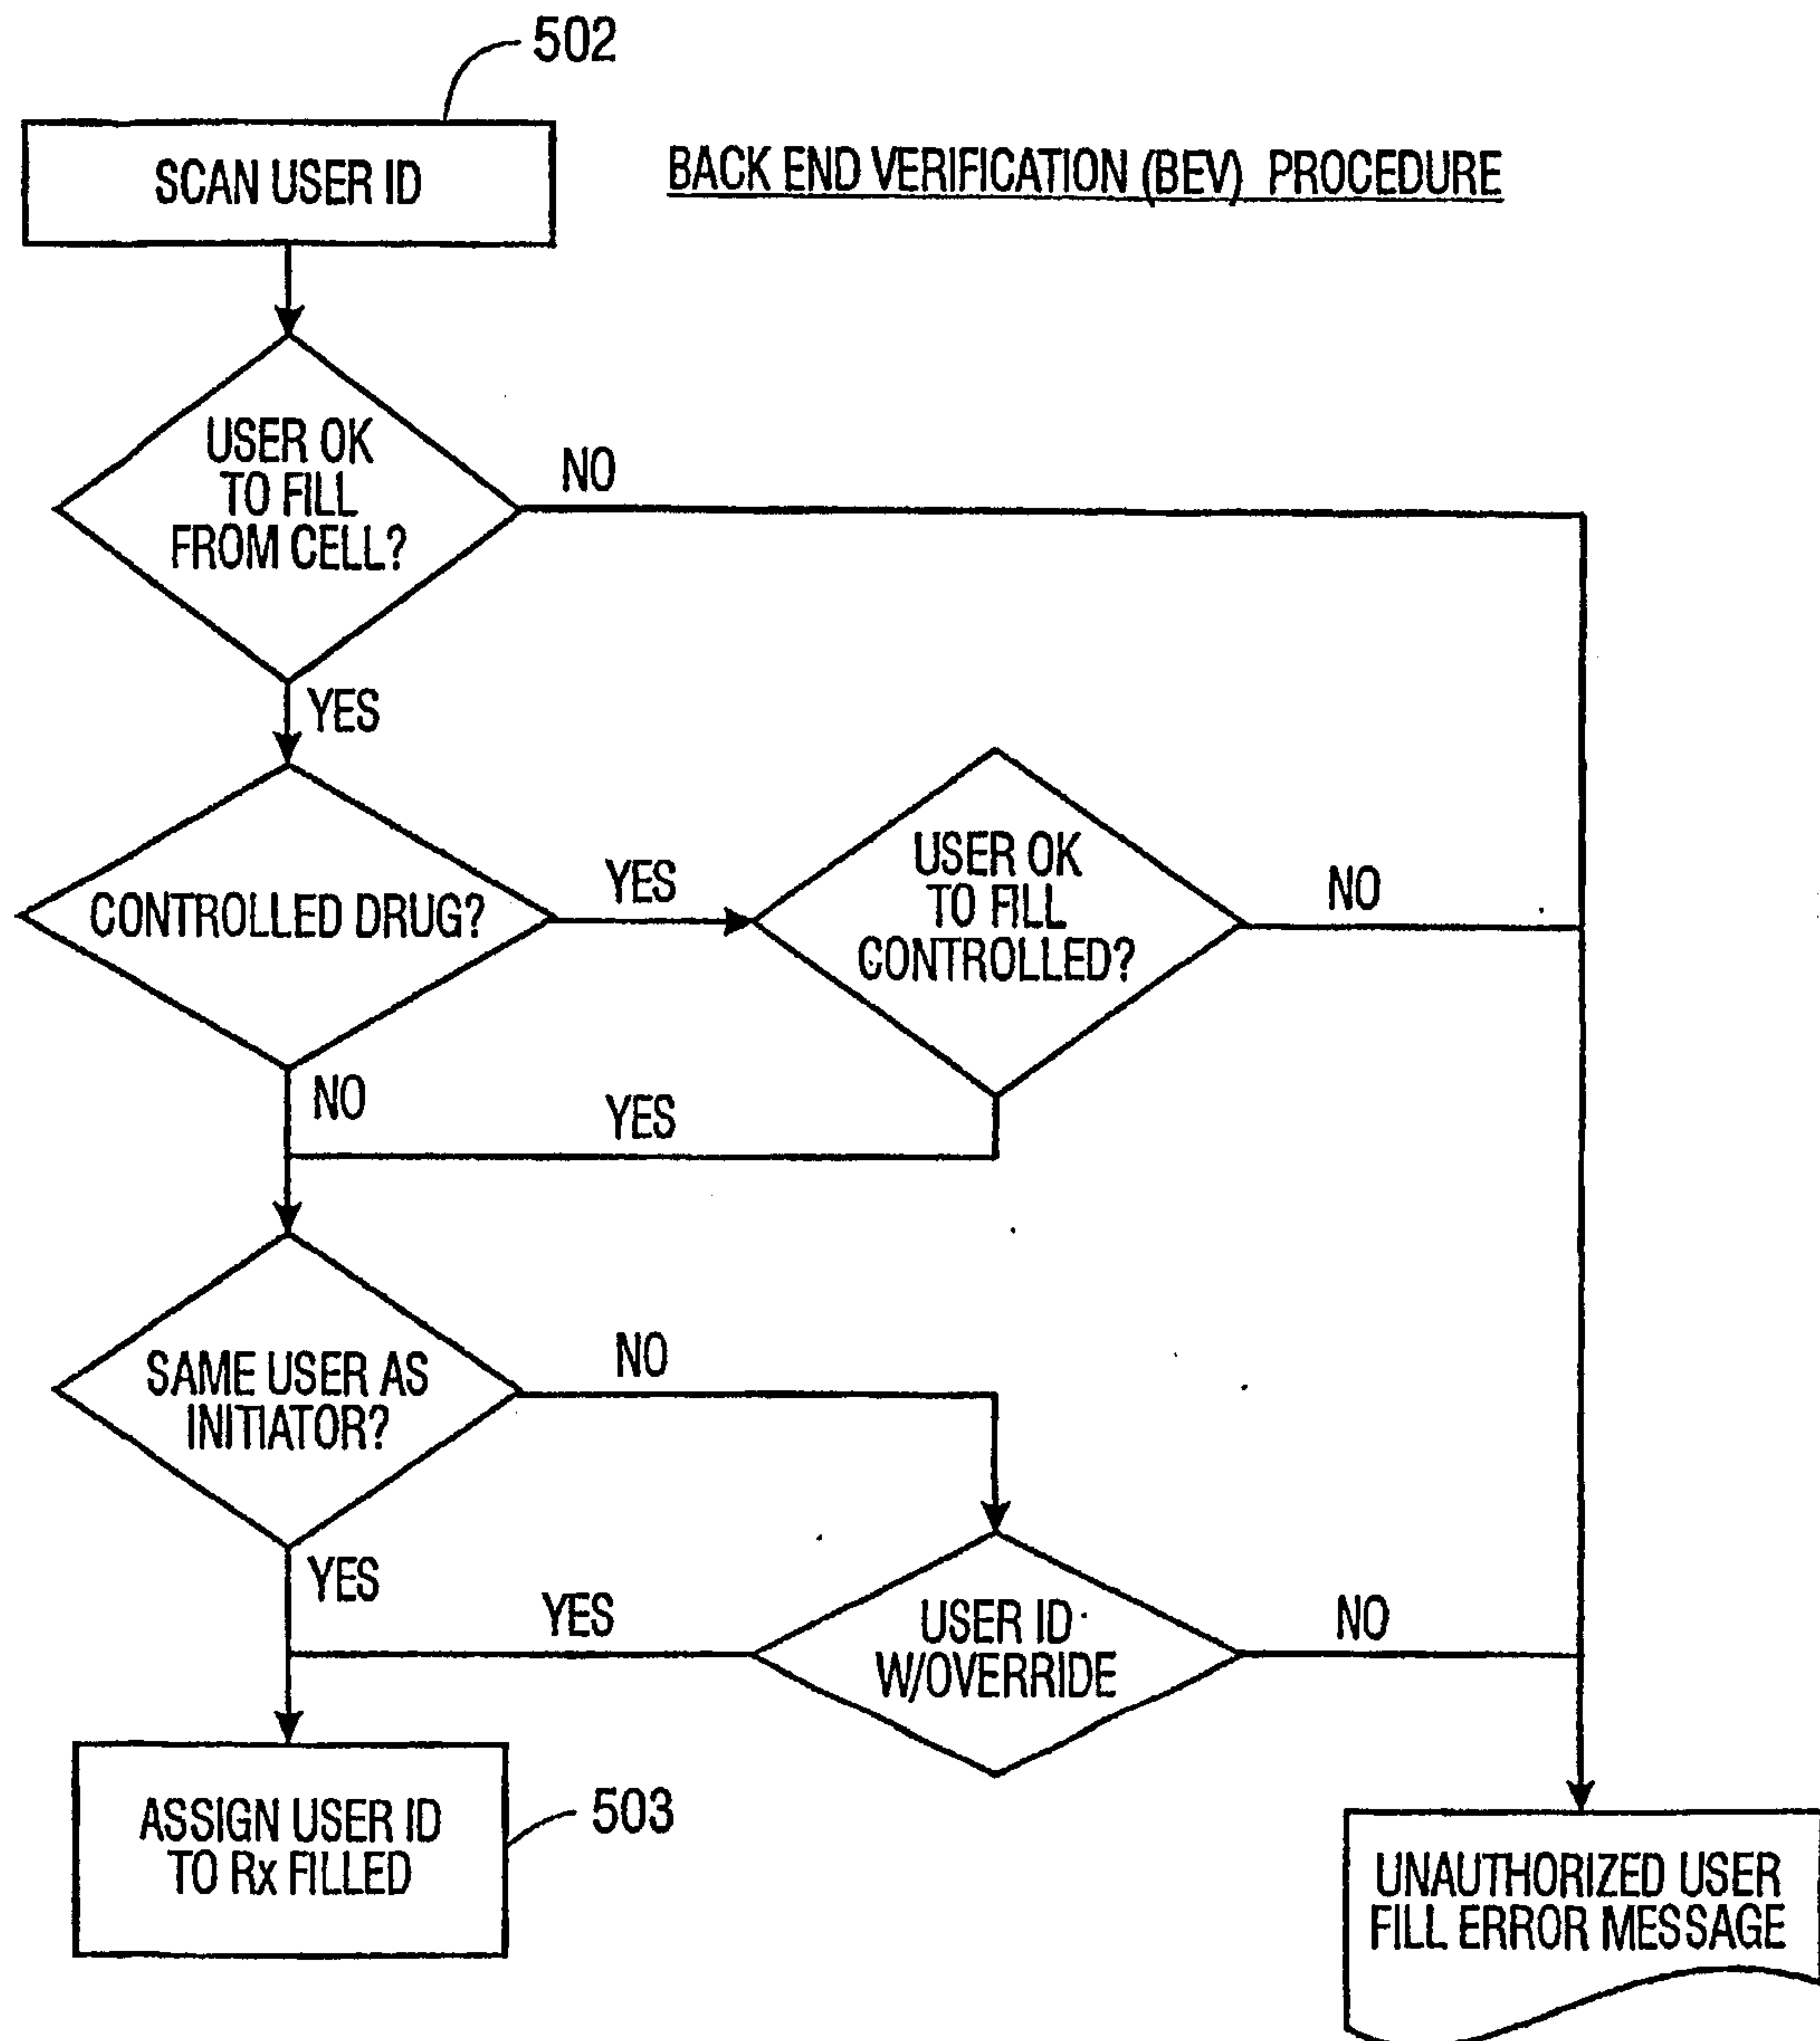 502
SCAN USER ID
BACK END VERIFICATION (BEV) PROCEDURE
USER OK
TO FILL
FROM CELL?
NO
YES
CONTROLLED DRUG?
YES
USER OK
TO FILL
CONTROLLED?
NO
NO
YES
SAME USER AS
INITIATOR?
NO
YES
YES
USER ID
W/OVERRIDE
NO
ASSIGN USER ID
TO Rx FILLED
503
UNAUTHORIZED USER
FILL ERROR MESSAGE